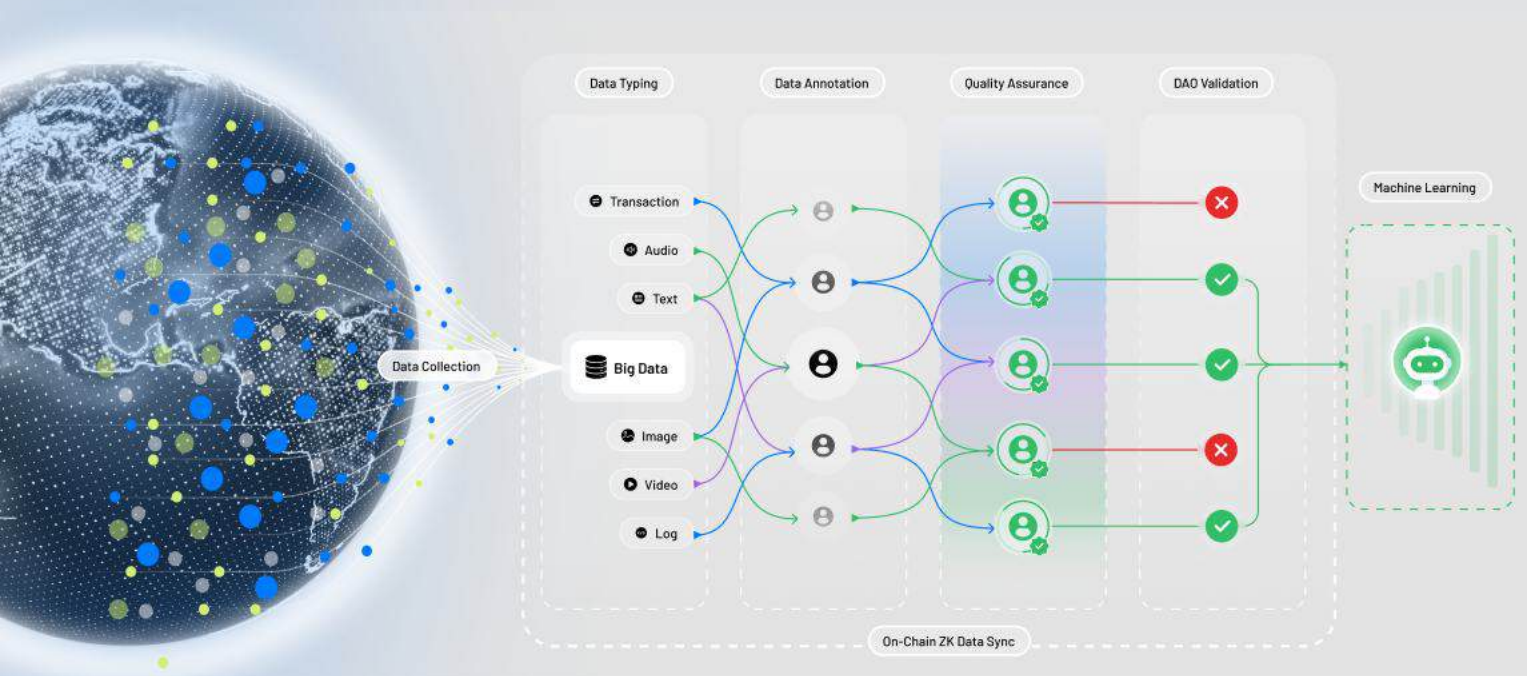 Data Typing
Data Annotation
Quality Assurance
DAO Validation
Machine Learning
Transaction
Audio
Text
Data Collection
Big Data
Image
Video
Log
On-Chain ZK Data Sync